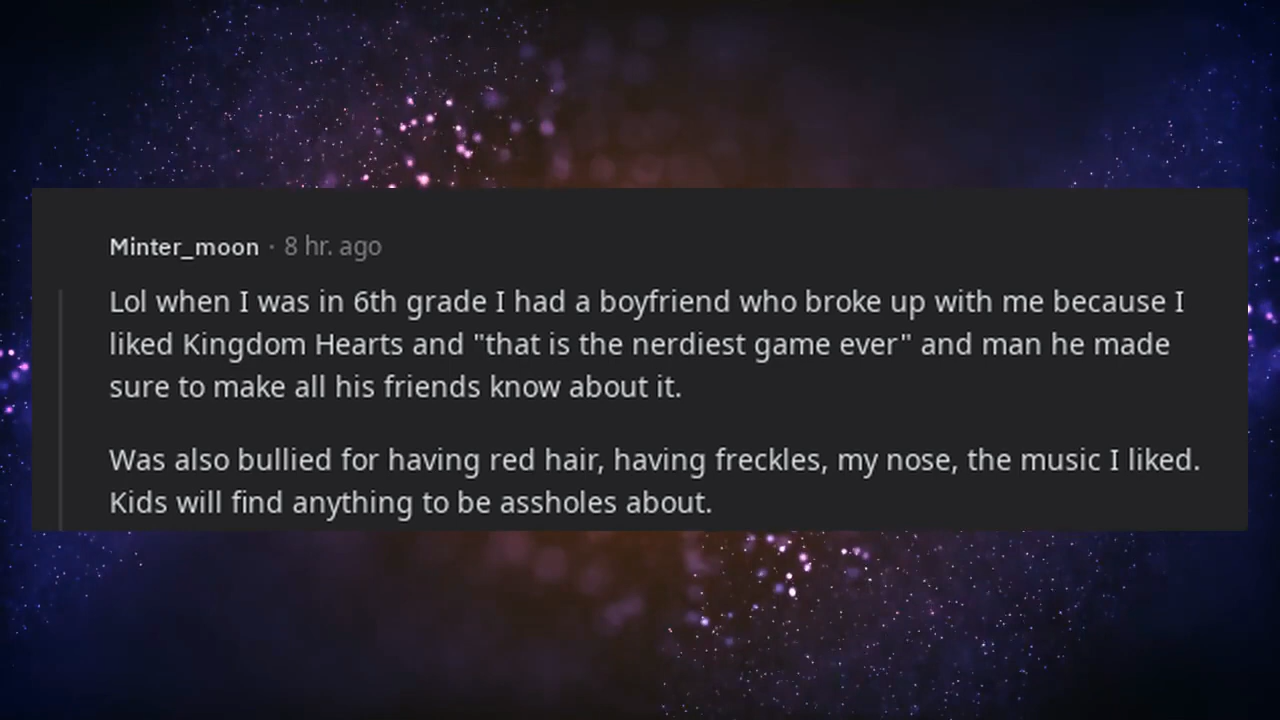 Minter_moon · 8 hr. ago
Lol when I was in 6th grade I had a boyfriend who broke up with me because I
liked Kingdom Hearts and "that is the nerdiest game ever" and man he made
sure to make all his friends know about it.
Was also bullied for having red hair, having freckles, my nose, the music I liked.
Kids will find anything to be assholes about.